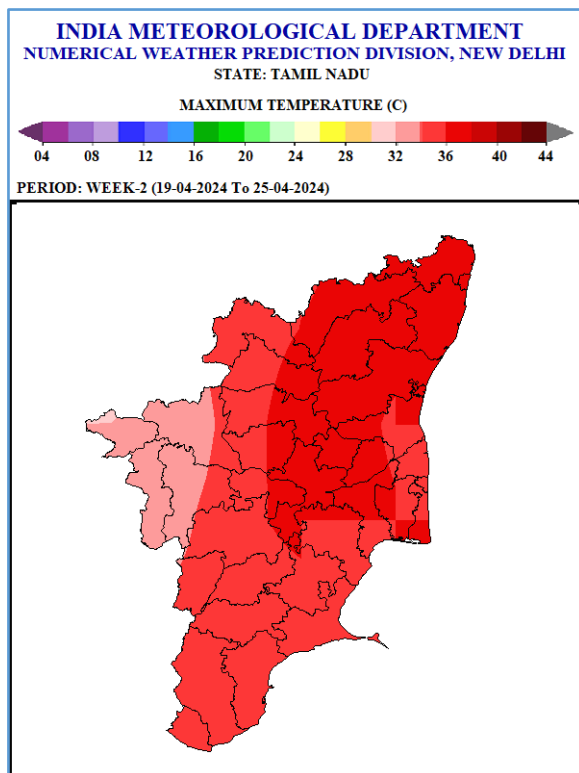 INDIA METEOROLOGICAL DEPARTMENT
NUMERICAL WEATHER PREDICTION DIVISION, NEW DELHI
STATE: TAMIL NADU
MAXIMUM TEMPERATURE (C)
04 08 12 16 20 24 28 32 36 40 44
PERIOD: WEEK-2 (19-04-2024 To 25-04-2024)